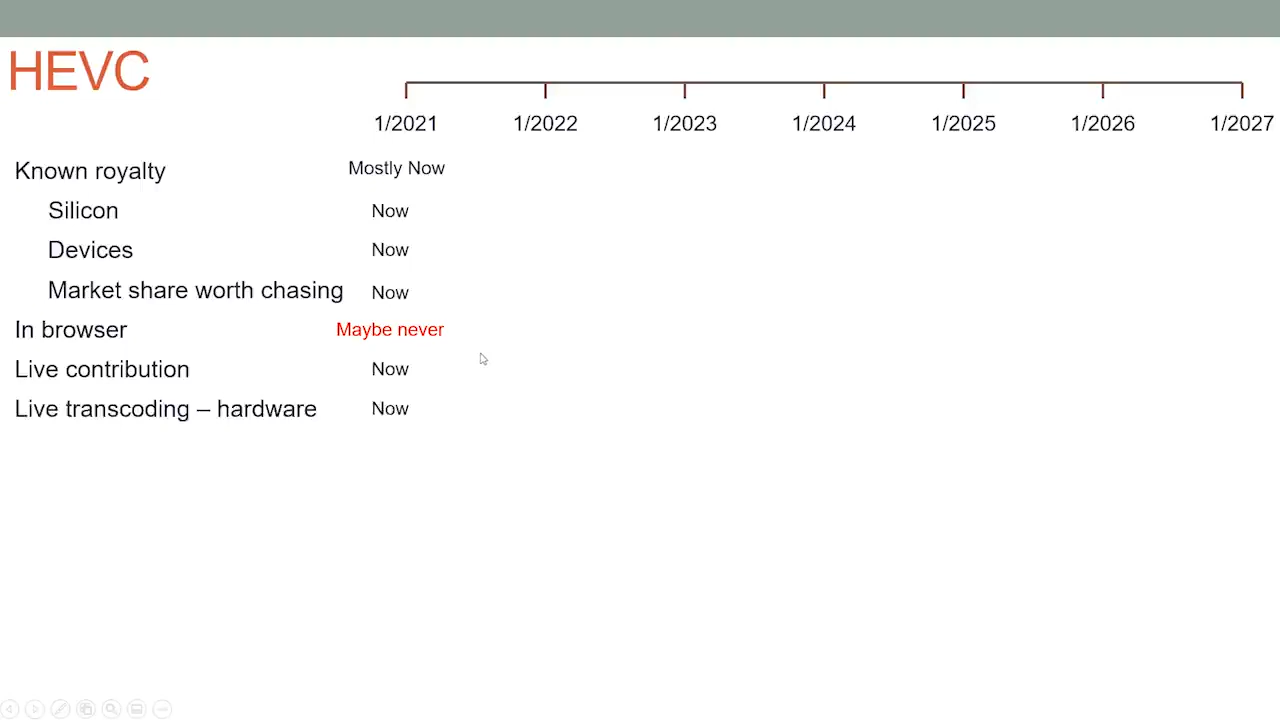 HEVC
1/2021 1/2022 1/2023 1/2024 1/2025 1/2026 1/2027
Known royalty Mostly Now
Silicon Now
Devices Now
Market share worth chasing Now
In browser Maybe never
Live contribution Now
Live transcoding – hardware Now